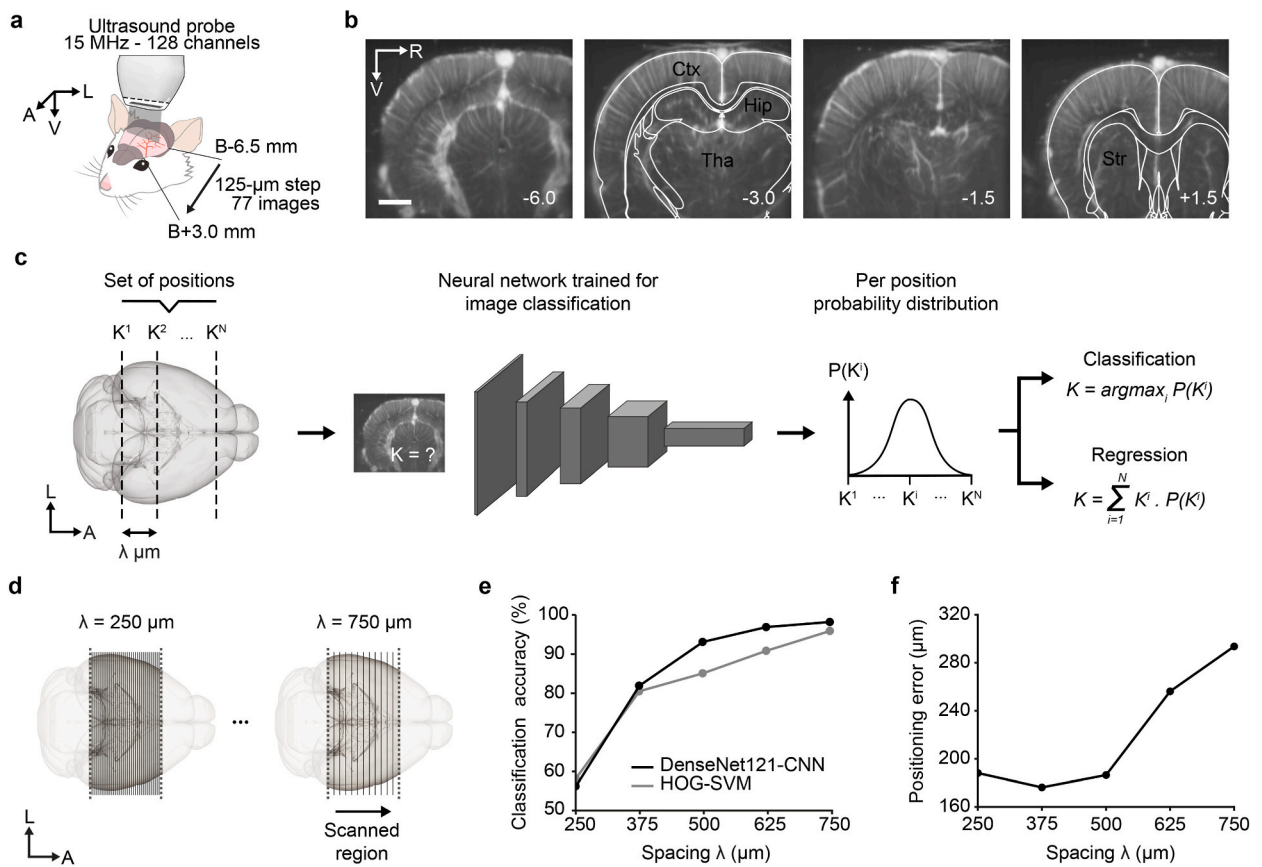 a
Ultrasound probe
15 MHz - 128 channels
L
A
V
B-6.5 mm
125-µm step
77 images
B+3.0 mm
b
R
V
-6.0
Ctx
Hip
Tha
-3.0
-1.5
Str
+1.5
c
Set of positions
K¹ K² ... Kᴺ
L
A
λ µm
Neural network trained for
image classification
K = ?
Per position
probability distribution
P(Kⁱ)
K¹ ... Kⁱ ... Kᴺ
Classification
K = argmaxᵢ P(Kⁱ)
Regression
N
K = ∑ Kⁱ . P(Kⁱ)
i=1
d
λ = 250 µm
...
λ = 750 µm
L
A
Scanned
region
e
Classification accuracy (%)
100
90
80
70
60
50
DenseNet121-CNN
HOG-SVM
250 375 500 625 750
Spacing λ (µm)
f
Positioning error (µm)
320
280
240
200
160
250 375 500 625 750
Spacing λ (µm)